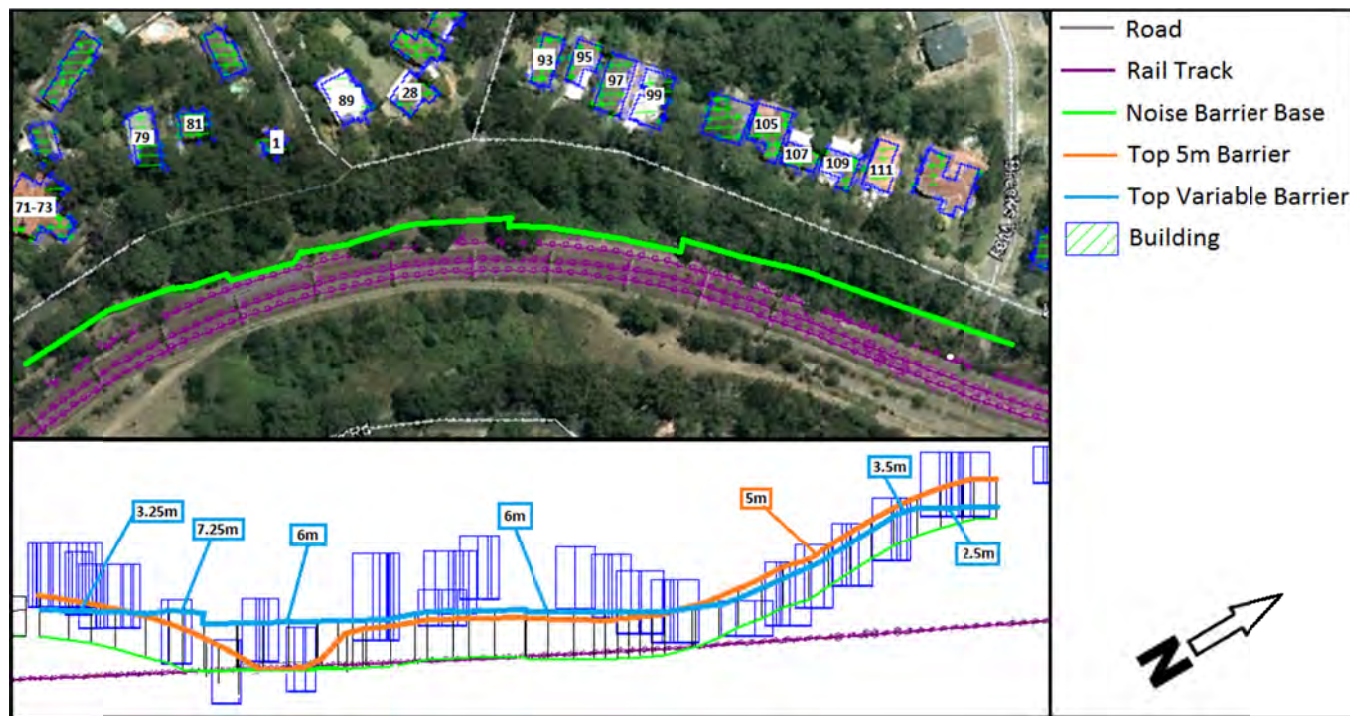 93
95
97
99
89
28
79
81
1
105
107
109
111
71-73
Road
Rail Track
Noise Barrier Base
Top 5m Barrier
Top Variable Barrier
Building
3.25m
7.25m
6m
6m
5m
3.5m
2.5m
N